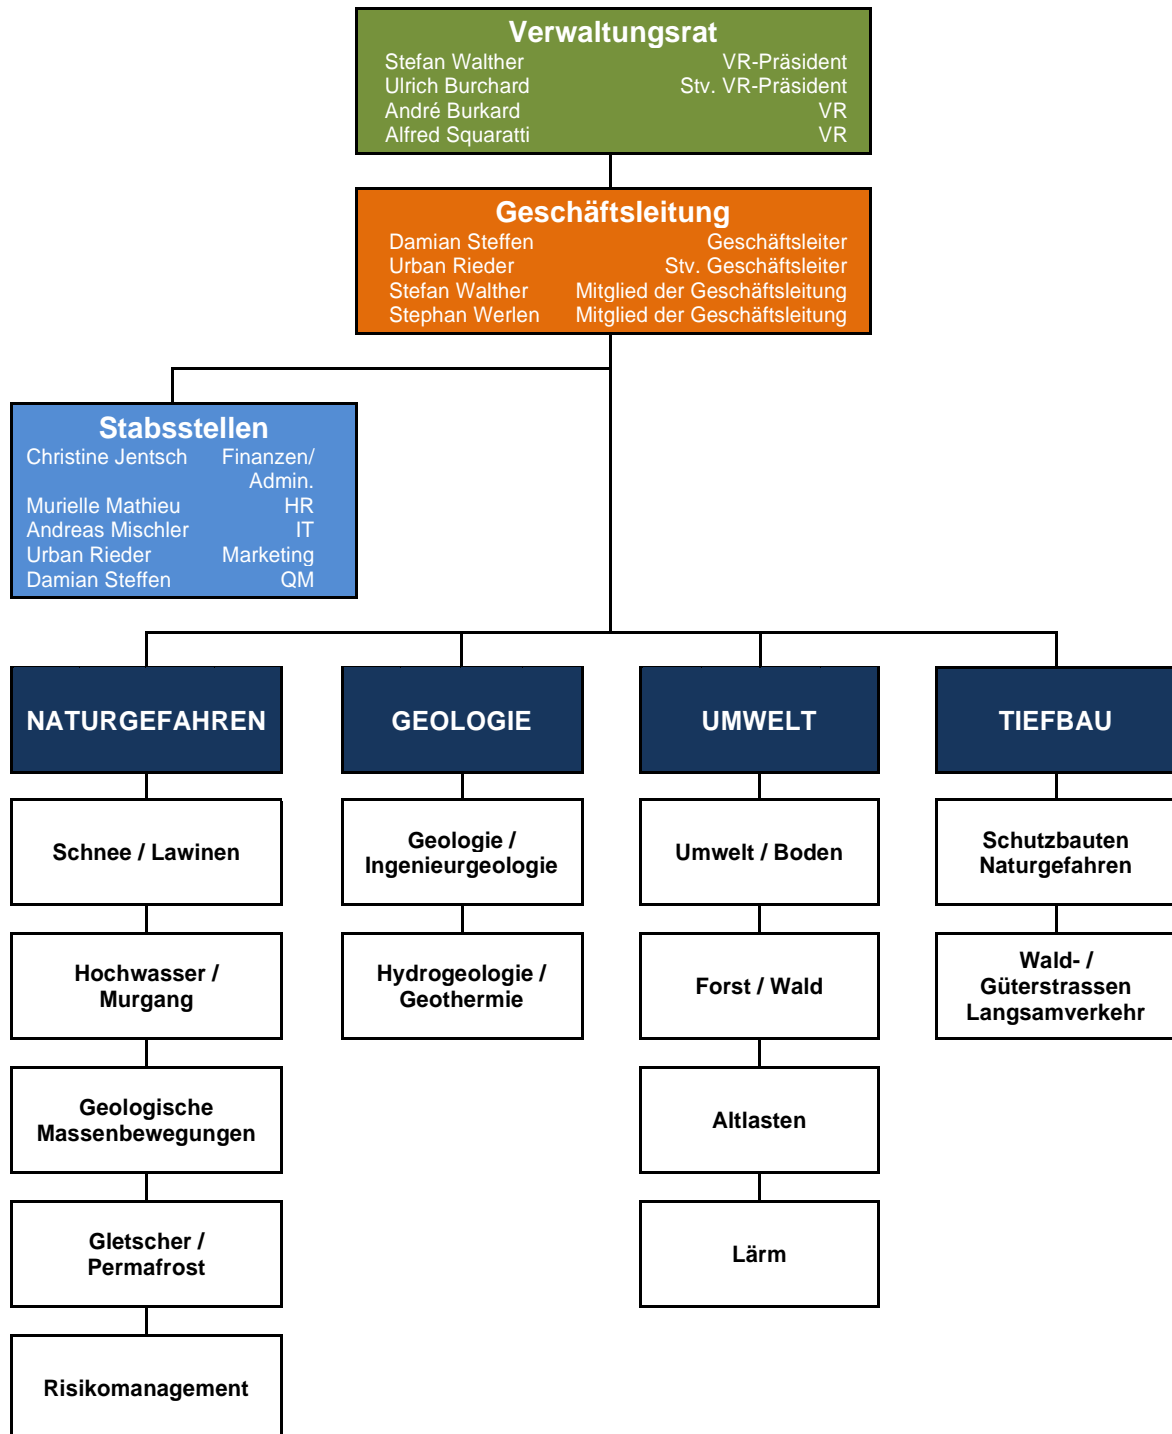 Verwaltungsrat
Stefan Walther VR-Präsident
Ulrich Burchard Stv. VR-Präsident
André Burkard VR
Alfred Squaratti VR
Geschäftsleitung
Damian Steffen Geschäftsleiter
Urban Rieder Stv. Geschäftsleiter
Stefan Walther Mitglied der Geschäftsleitung
Stephan Werlen Mitglied der Geschäftsleitung
Stabsstellen
Christine Jentsch Finanzen/
Admin.
Murielle Mathieu HR
Andreas Mischler IT
Urban Rieder Marketing
Damian Steffen QM
NATURGEFAHREN
Schnee / Lawinen
Hochwasser /
Murgang
Geologische
Massenbewegungen
Gletscher /
Permafrost
Risikomanagement
GEOLOGIE
Geologie /
Ingenieurgeologie
Hydrogeologie /
Geothermie
UMWELT
Umwelt / Boden
Forst / Wald
Altlasten
Lärm
TIEFBAU
Schutzbauten
Naturgefahren
Wald- /
Güterstrassen
Langsamverkehr